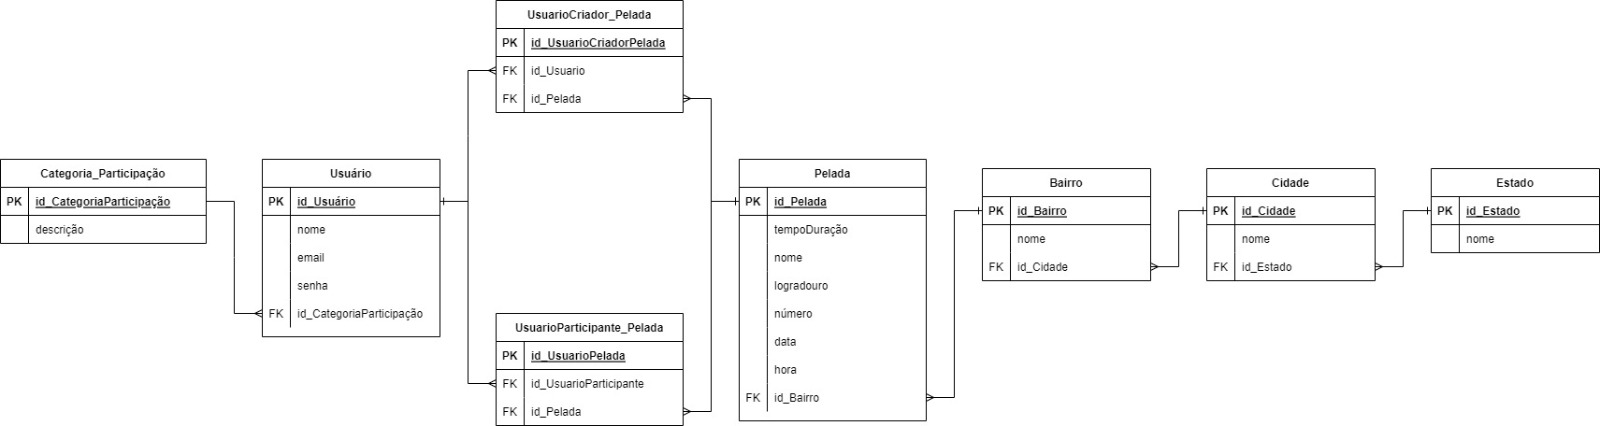 UsuarioCriador_Pelada
PK id_UsuarioCriadorPelada
FK id_Usuario
FK id_Pelada
Categoria_Participação
PK id_CategoriaParticipação
descrição
Usuário
PK id_Usuário
nome
email
senha
FK id_CategoriaParticipação
UsuarioParticipante_Pelada
PK id_UsuarioPelada
FK id_UsuarioParticipante
FK id_Pelada
Pelada
PK id_Pelada
tempoDuração
nome
logradouro
número
data
hora
FK id_Bairro
Bairro
PK id_Bairro
nome
FK id_Cidade
Cidade
PK id_Cidade
nome
FK id_Estado
Estado
PK id_Estado
nome